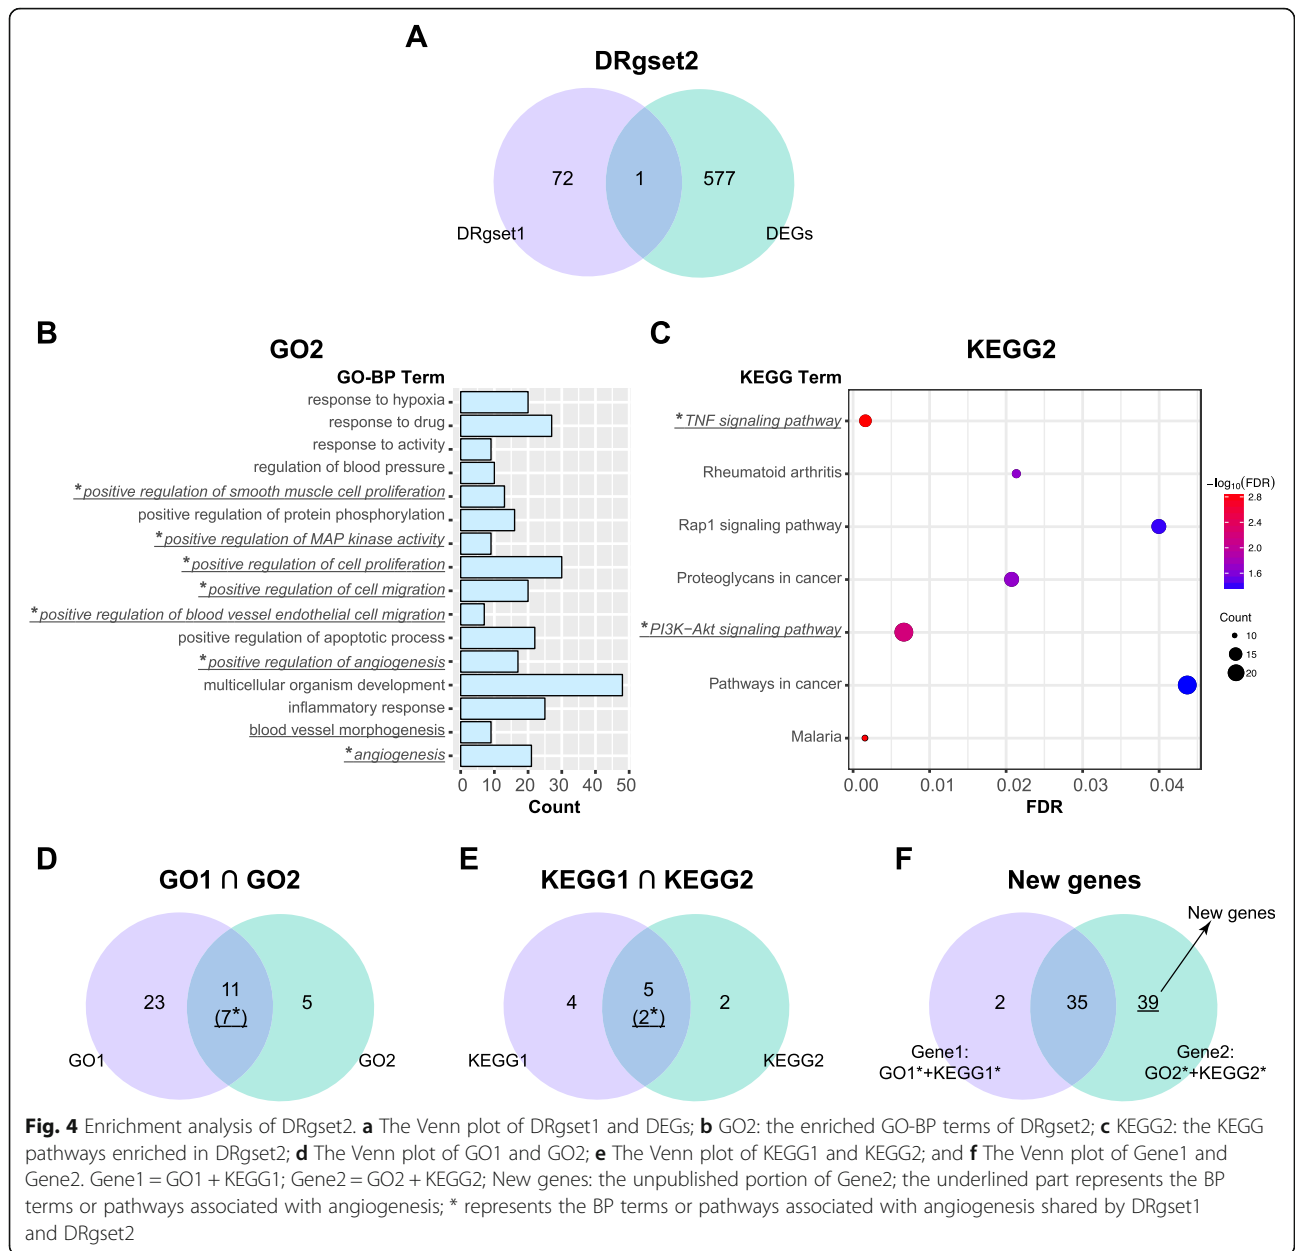 A
DRgset2
72
1
577
DRgset1
DEGs
B
GO2
GO-BP Term
response to hypoxia
response to drug
response to activity
regulation of blood pressure
*positive regulation of smooth muscle cell proliferation
positive regulation of protein phosphorylation
*positive regulation of MAP kinase activity
*positive regulation of cell proliferation
*positive regulation of cell migration
*positive regulation of blood vessel endothelial cell migration
positive regulation of apoptotic process
*positive regulation of angiogenesis
multicellular organism development
inflammatory response
blood vessel morphogenesis
*angiogenesis
0 10 20 30 40 50
Count
C
KEGG2
KEGG Term
*TNF signaling pathway
Rheumatoid arthritis
Rap1 signaling pathway
Proteoglycans in cancer
*PI3K−Akt signaling pathway
Pathways in cancer
Malaria
0.00 0.01 0.02 0.03 0.04
FDR
−log10(FDR)
2.8
2.4
2.0
1.6
Count
10
15
20
D
GO1 ∩ GO2
23
11
(7*)
5
GO1
GO2
E
KEGG1 ∩ KEGG2
4
5
(2*)
2
KEGG1
KEGG2
F
New genes
New genes
2
35
39
Gene1:
GO1*+KEGG1*
Gene2:
GO2*+KEGG2*
Fig. 4 Enrichment analysis of DRgset2. a The Venn plot of DRgset1 and DEGs; b GO2: the enriched GO-BP terms of DRgset2; c KEGG2: the KEGG
pathways enriched in DRgset2; d The Venn plot of GO1 and GO2; e The Venn plot of KEGG1 and KEGG2; and f The Venn plot of Gene1 and
Gene2. Gene1 = GO1 + KEGG1; Gene2 = GO2 + KEGG2; New genes: the unpublished portion of Gene2; the underlined part represents the BP
terms or pathways associated with angiogenesis; * represents the BP terms or pathways associated with angiogenesis shared by DRgset1
and DRgset2